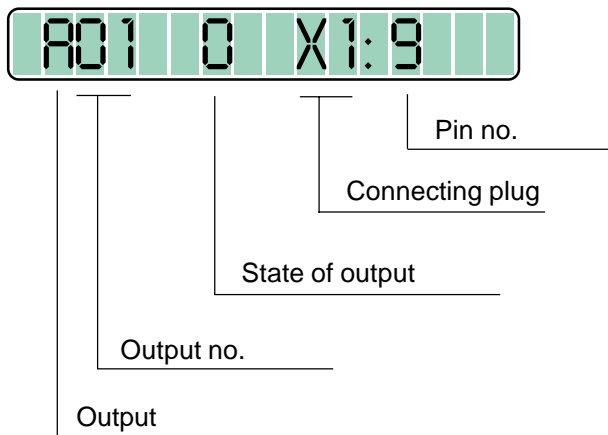 A01 0 X1:9
Pin no.
Connecting plug
State of output
Output no.
Output